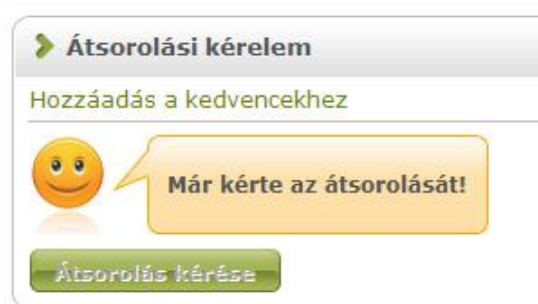 Átsorolási kérelem
Hozzáadás a kedvencekhez
Már kérte az átsorolását!
Átsorolás kérése